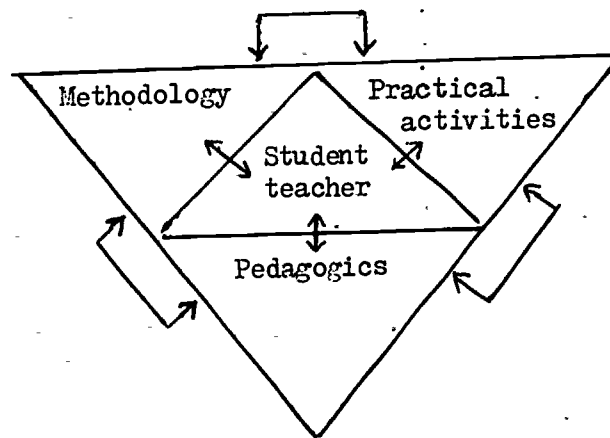 Methodology
Practical
activities
Student
teacher
Pedagogics